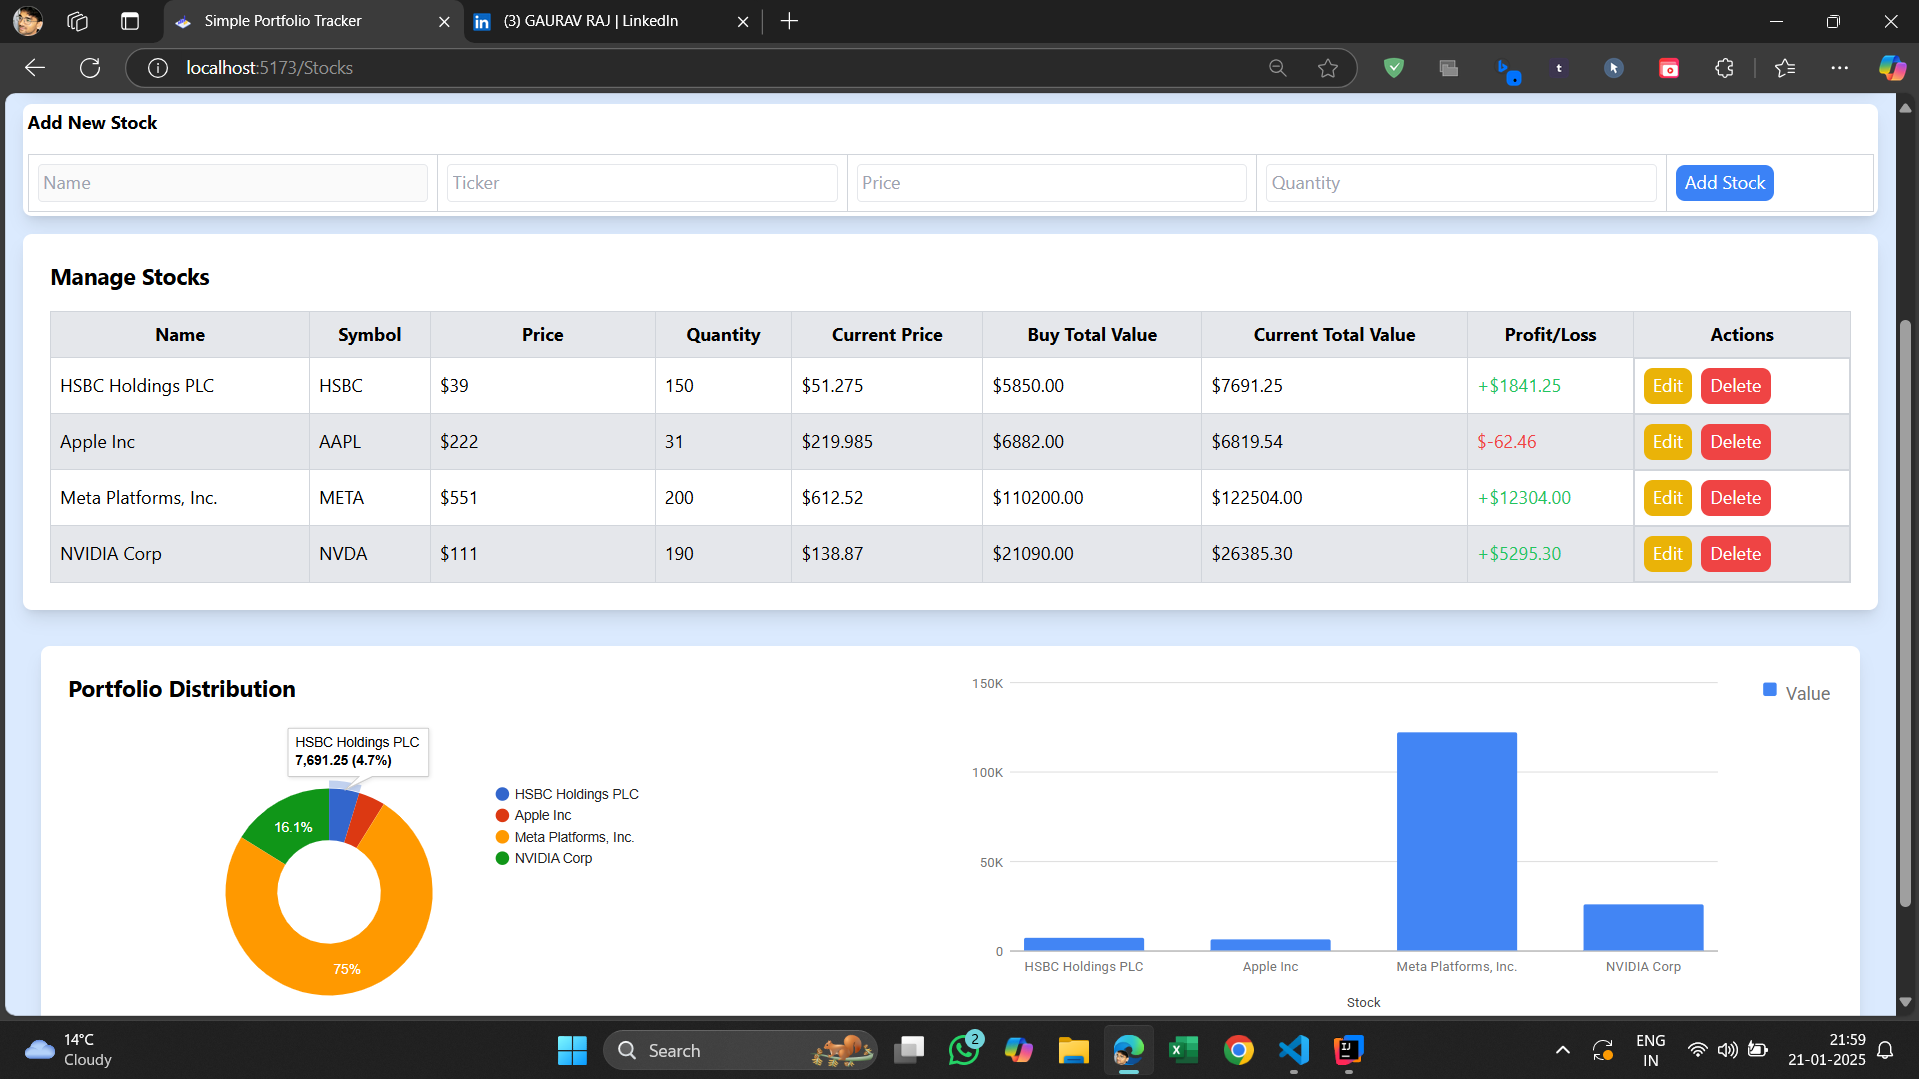 Simple Portfolio Tracker
in (3) GAURAV RAJ | LinkedIn
localhost:5173/Stocks
Add New Stock
Name Ticker Price Quantity Add Stock
Manage Stocks
Name Symbol Price Quantity Current Price Buy Total Value Current Total Value Profit/Loss Actions
HSBC Holdings PLC HSBC $39 150 $51.275 $5850.00 $7691.25 +$1841.25 Edit Delete
Apple Inc AAPL $222 31 $219.985 $6882.00 $6819.54 $-62.46 Edit Delete
Meta Platforms, Inc. META $551 200 $612.52 $110200.00 $122504.00 +$12304.00 Edit Delete
NVIDIA Corp NVDA $111 190 $138.87 $21090.00 $26385.30 +$5295.30 Edit Delete
Portfolio Distribution
HSBC Holdings PLC
7,691.25 (4.7%)
16.1%
75%
HSBC Holdings PLC
Apple Inc
Meta Platforms, Inc.
NVIDIA Corp
150K
100K
50K
0
HSBC Holdings PLC Apple Inc Meta Platforms, Inc. NVIDIA Corp
Stock
Value
14°C
Cloudy
Search
2
ENG
IN
21:59
21-01-2025